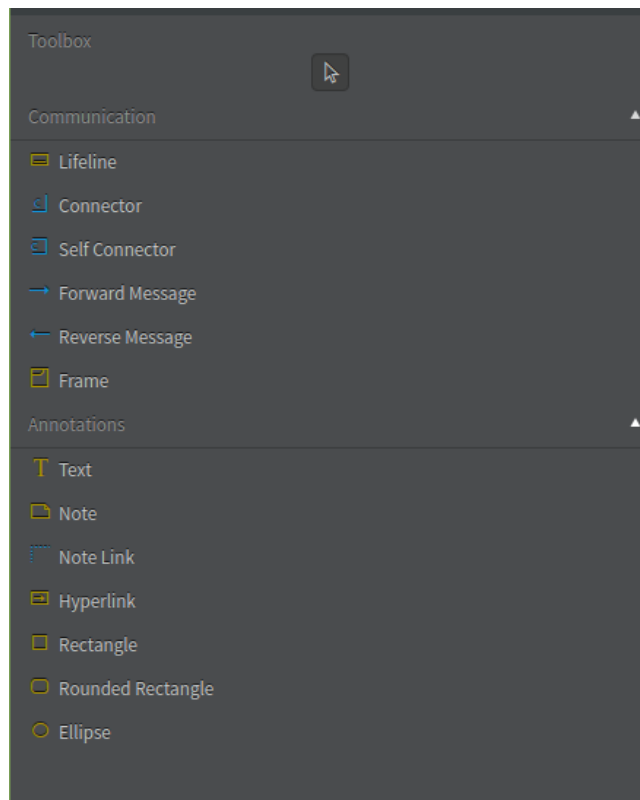 Toolbox
Communication
Lifeline
Connector
Self Connector
Forward Message
Reverse Message
Frame
Annotations
Text
Note
Note Link
Hyperlink
Rectangle
Rounded Rectangle
Ellipse